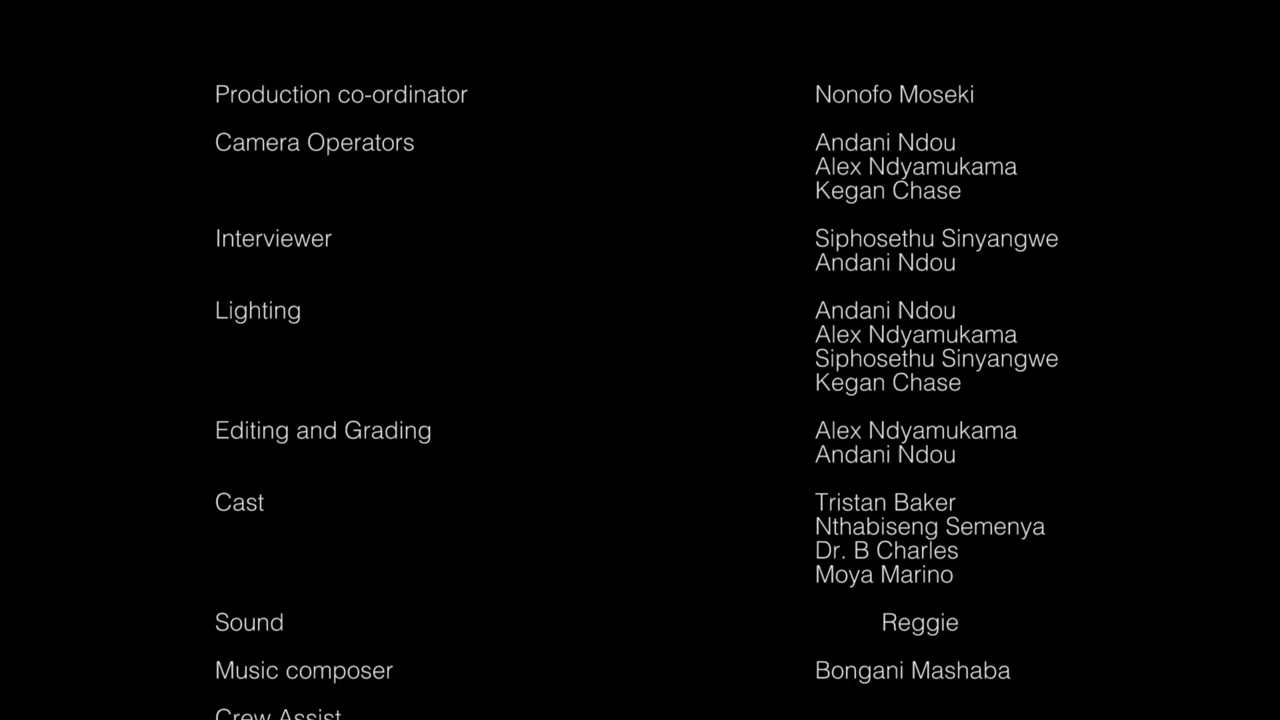 Production co-ordinator Nonofo Moseki
Camera Operators Andani Ndou
Alex Ndyamukama
Kegan Chase
Interviewer Siphosethu Sinyangwe
Andani Ndou
Lighting Andani Ndou
Alex Ndyamukama
Siphosethu Sinyangwe
Kegan Chase
Editing and Grading Alex Ndyamukama
Andani Ndou
Cast Tristan Baker
Nthabiseng Semenya
Dr. B Charles
Moya Marino
Sound Reggie
Music composer Bongani Mashaba
Crew Assist